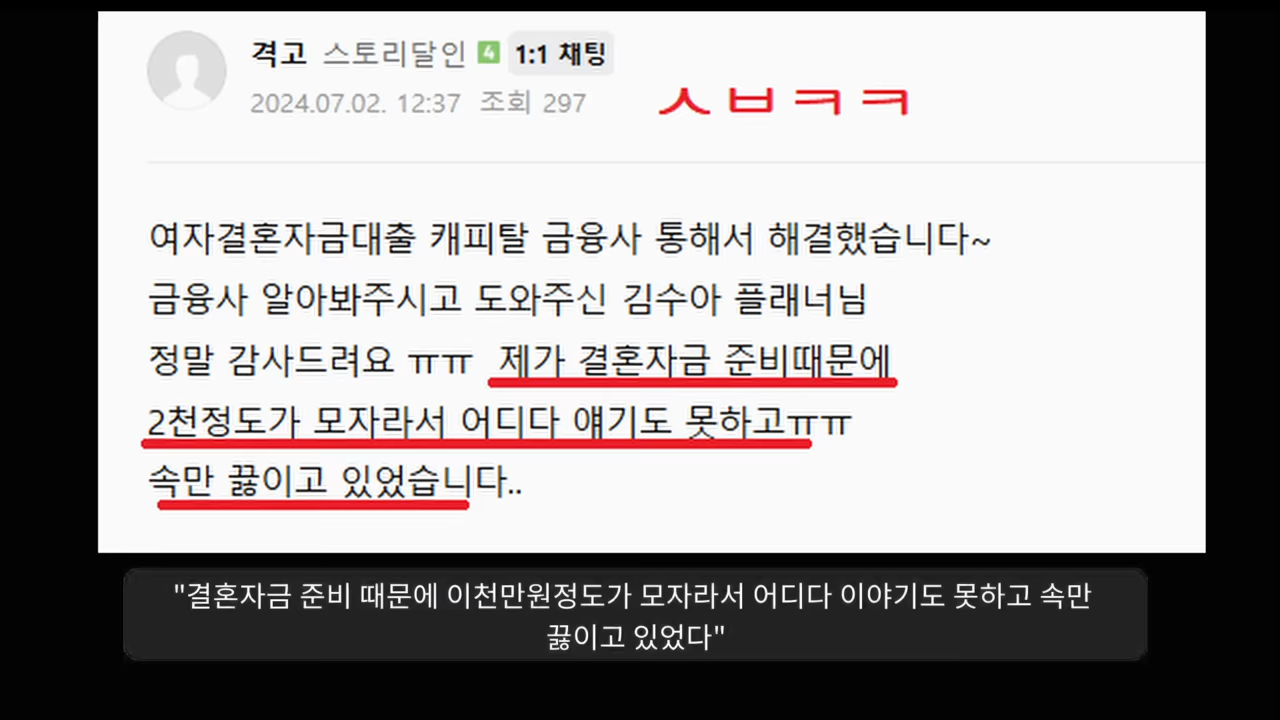 격고 스토리달인 4 1:1 채팅
2024.07.02. 12:37 조회 297
ㅅㅂㅋㅋ
여자결혼자금대출 캐피탈 금융사 통해서 해결했습니다~
금융사 알아봐주시고 도와주신 김수아 플래너님
정말 감사드려요 ㅠㅠ 제가 결혼자금 준비때문에
2천정도가 모자라서 어디다 얘기도 못하고ㅠㅠ
속만 끓이고 있었습니다..
"결혼자금 준비 때문에 이천만원정도가 모자라서 어디다 이야기도 못하고 속만
끓이고 있었다"